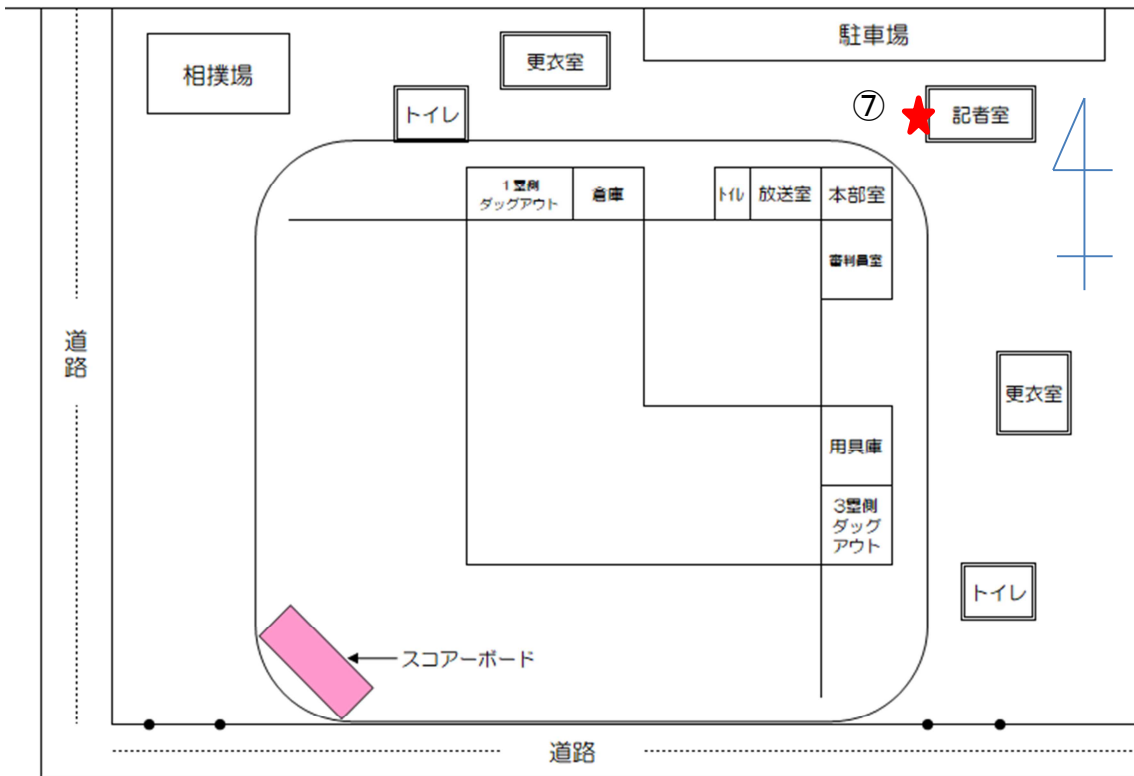 駐車場
更衣室
相撲場
⑦
記者室
トイレ
1塁側
ダッグアウト
倉庫
トイレ
放送室
本部室
審判員室
道
路
更衣室
用具庫
3塁側
ダッグ
アウト
トイレ
スコアーボード
道路